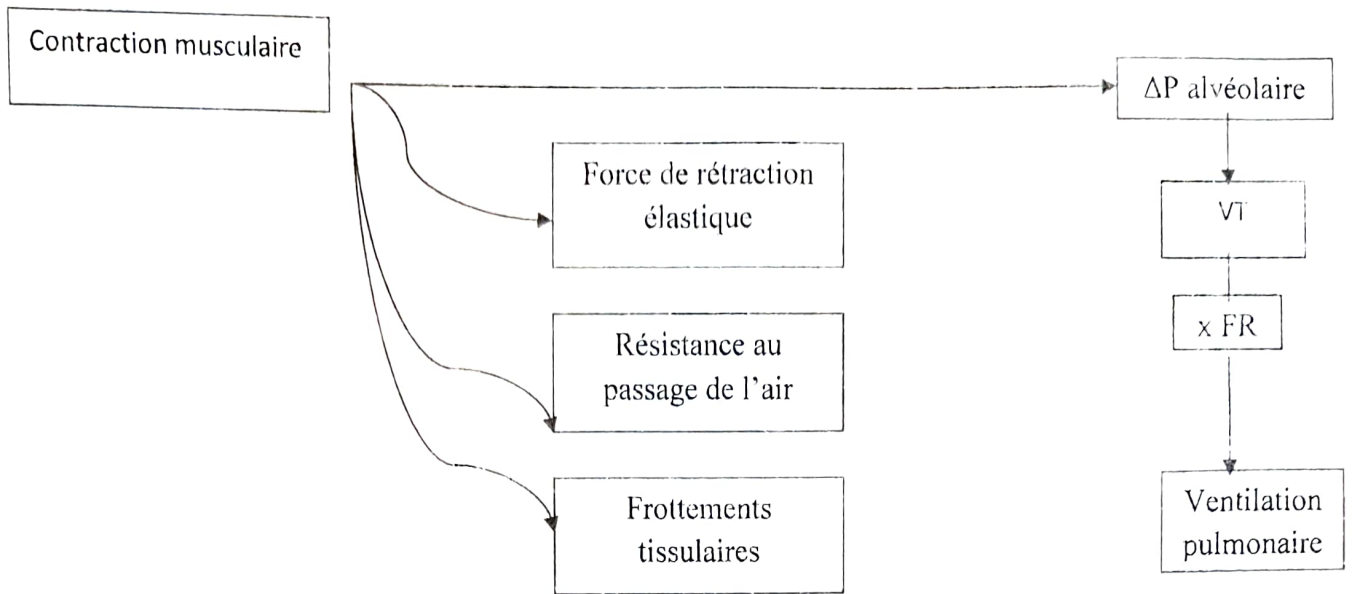 Contraction musculaire
ΔP alvéolaire
Force de rétraction
élastique
VT
Résistance au
passage de l’air
x FR
Frottements
tissulaires
Ventilation
pulmonaire